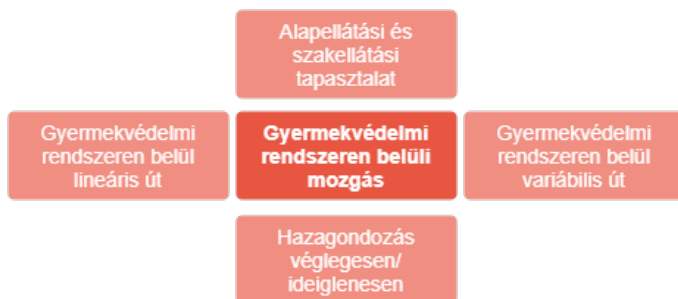 Alapellátási és
szakellátási
tapasztalat
Gyermekvédelmi
rendszeren belül
lineáris út
Gyermekvédelmi
rendszeren belüli
mozgás
Gyermekvédelmi
rendszeren belül
variábilis út
Hazagondozás
véglegesen/
ideiglenesen